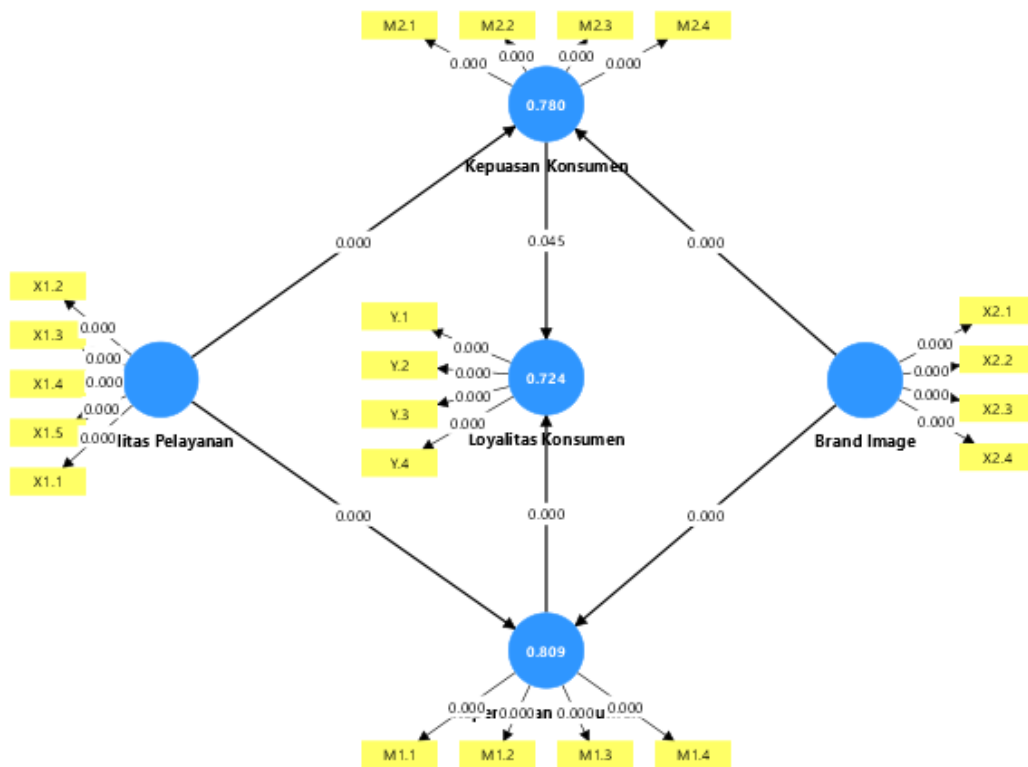 M2.1 M2.2 M2.3 M2.4
0.000 0.000 0.000 0.000
0.780
Kepuasan Konsumen
0.000 0.045 0.000
X1.2
X1.3
X1.4
X1.5
X1.1
0.000
0.000
0.000
0.000
0.000
litas Pelayanan
Y.1
Y.2
Y.3
Y.4
0.000
0.000
0.000
0.000
0.724
Loyalitas Konsumen
X2.1
X2.2
X2.3
X2.4
0.000
0.000
0.000
0.000
Brand Image
0.000 0.000 0.000
0.809
0.000 0.000 0.000 0.000
M1.1 M1.2 M1.3 M1.4